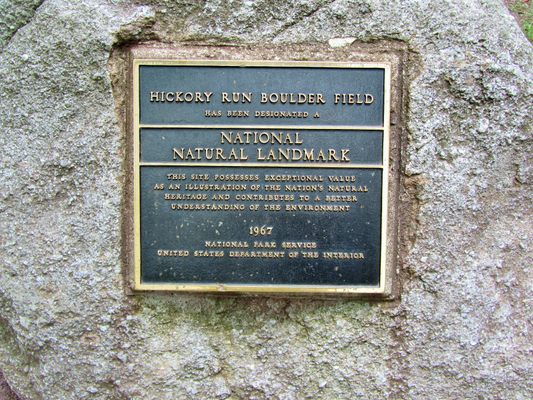 HICKORY RUN BOULDER FIELD
HAS BEEN DESIGNATED A
NATIONAL
NATURAL LANDMARK
THIS SITE POSSESSES EXCEPTIONAL VALUE
AS AN ILLUSTRATION OF THE NATION'S NATURAL
HERITAGE AND CONTRIBUTES TO A BETTER
UNDERSTANDING OF THE ENVIRONMENT
1967
NATIONAL PARK SERVICE
UNITED STATES DEPARTMENT OF THE INTERIOR